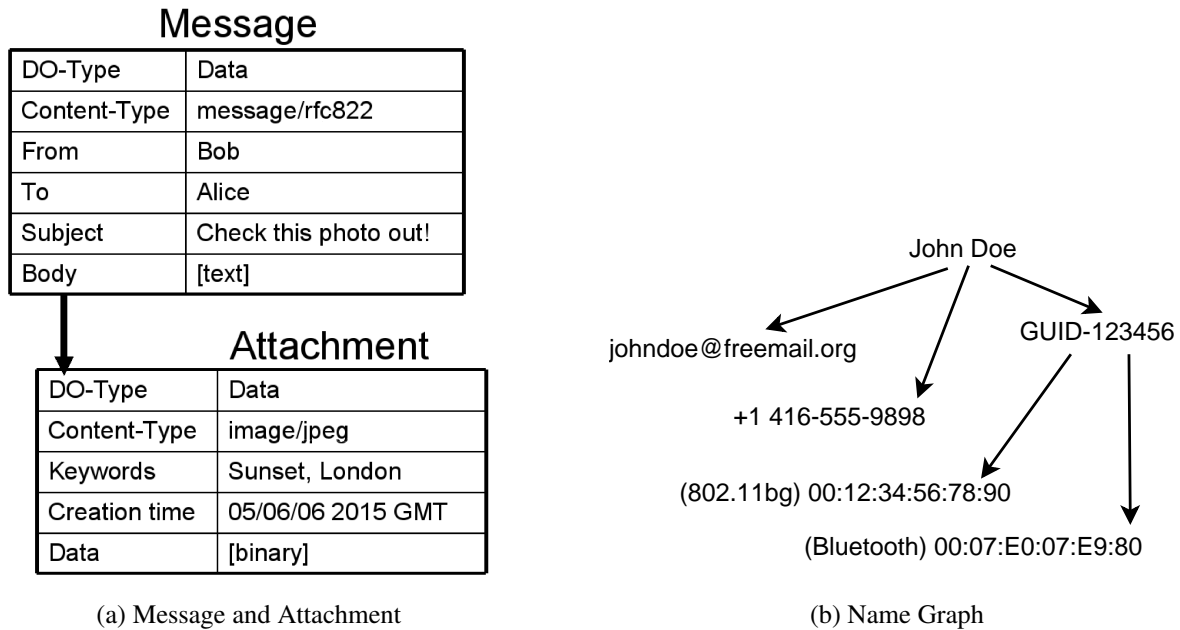 Message
DO-Type Data
Content-Type message/rfc822
From Bob
To Alice
Subject Check this photo out!
Body [text]
Attachment
DO-Type Data
Content-Type image/jpeg
Keywords Sunset, London
Creation time 05/06/06 2015 GMT
Data [binary]
(a) Message and Attachment
John Doe
GUID-123456
johndoe@freemail.org
+1 416-555-9898
(802.11bg) 00:12:34:56:78:90
(Bluetooth) 00:07:E0:07:E9:80
(b) Name Graph